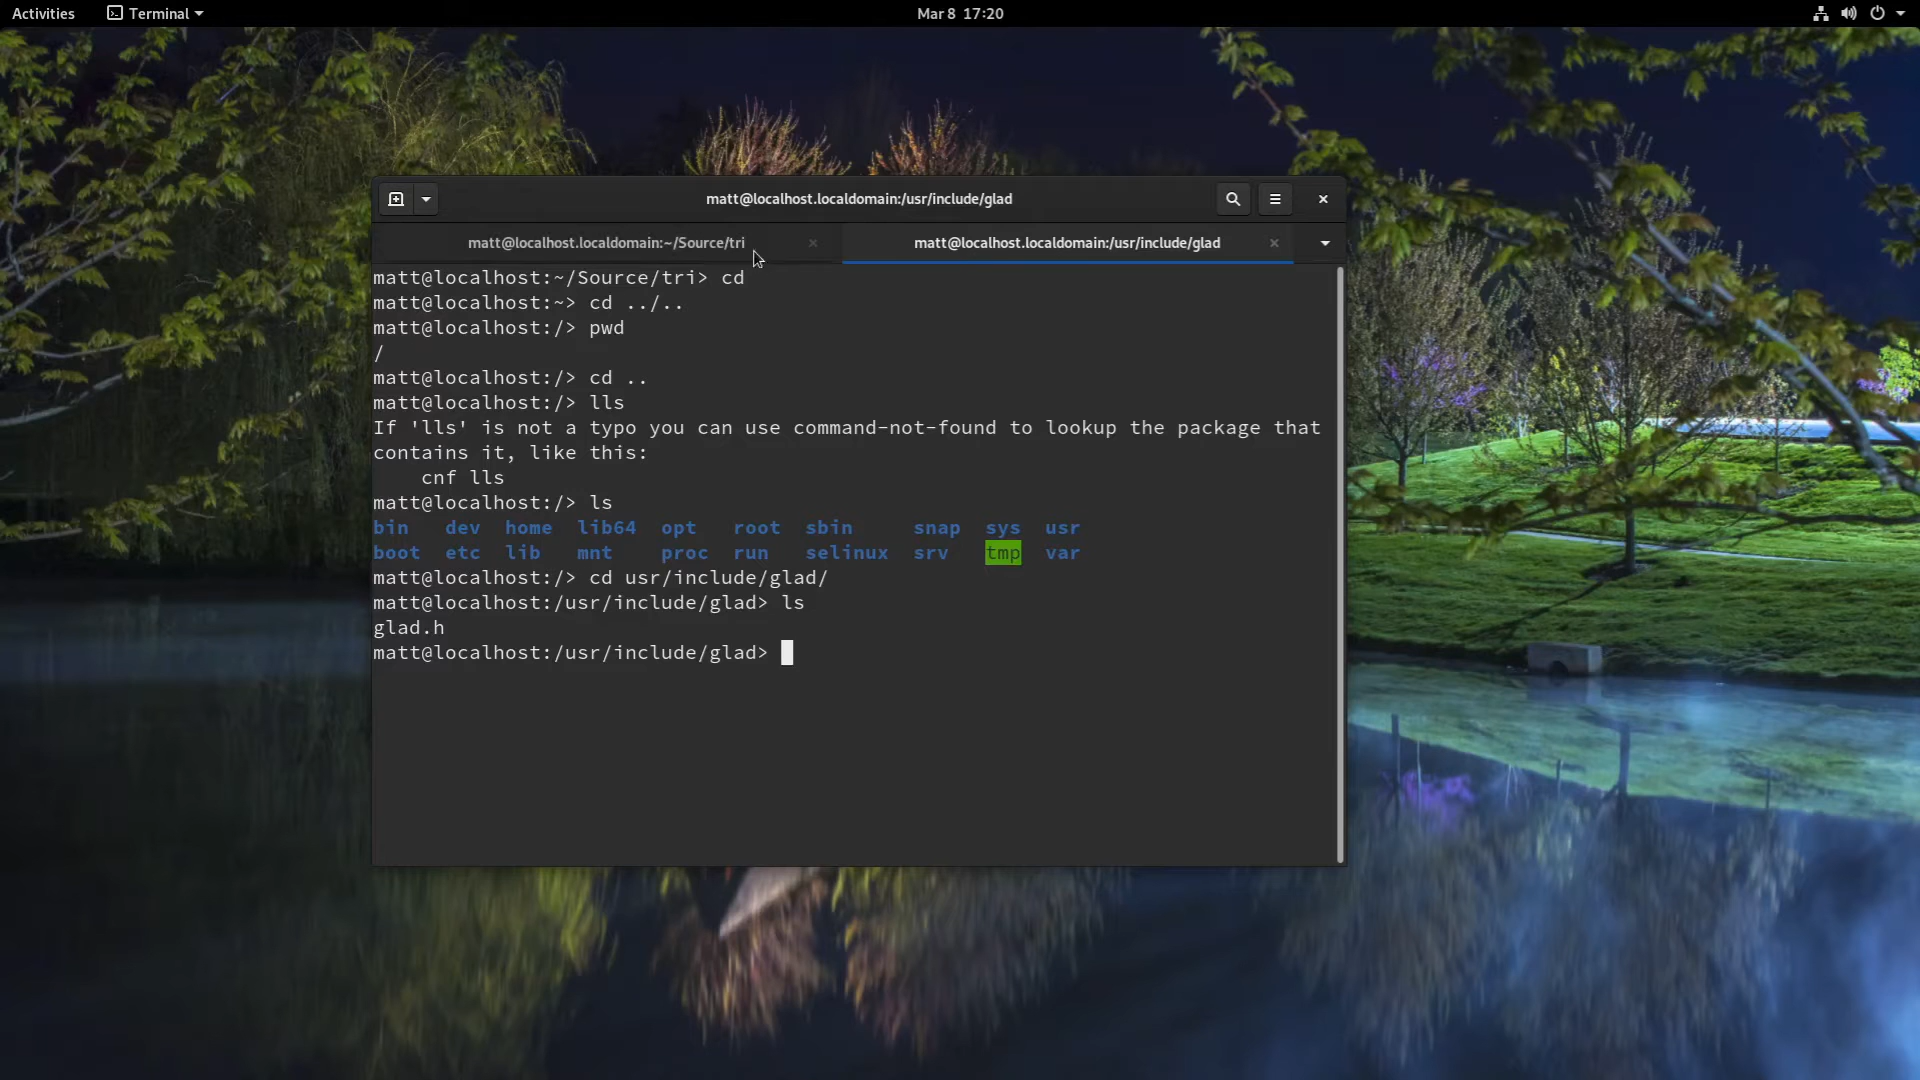 Activities Terminal Mar 8 17:20
matt@localhost.localdomain:/usr/include/glad
matt@localhost.localdomain:~/Source/tri matt@localhost.localdomain:/usr/include/glad
matt@localhost:~/Source/tri> cd
matt@localhost:~> cd ../..
matt@localhost:/> pwd
/
matt@localhost:/> cd ..
matt@localhost:/> lls
If 'lls' is not a typo you can use command-not-found to lookup the package that
contains it, like this:
cnf lls
matt@localhost:/> ls
bin dev home lib64 opt root sbin snap sys usr
boot etc lib mnt proc run selinux srv tmp var
matt@localhost:/> cd usr/include/glad/
matt@localhost:/usr/include/glad> ls
glad.h
matt@localhost:/usr/include/glad>